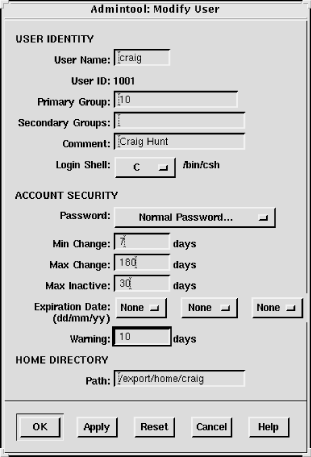 Admintool: Modify User
USER IDENTITY
User Name: craig
User ID: 1001
Primary Group: 10
Secondary Groups:
Comment: Craig Hunt
Login Shell: C /bin/csh
ACCOUNT SECURITY
Password: Normal Password...
Min Change: 7 days
Max Change: 180 days
Max Inactive: 30 days
Expiration Date: None None None
(dd/mm/yy)
Warning: 10 days
HOME DIRECTORY
Path: /export/home/craig
OK Apply Reset Cancel Help